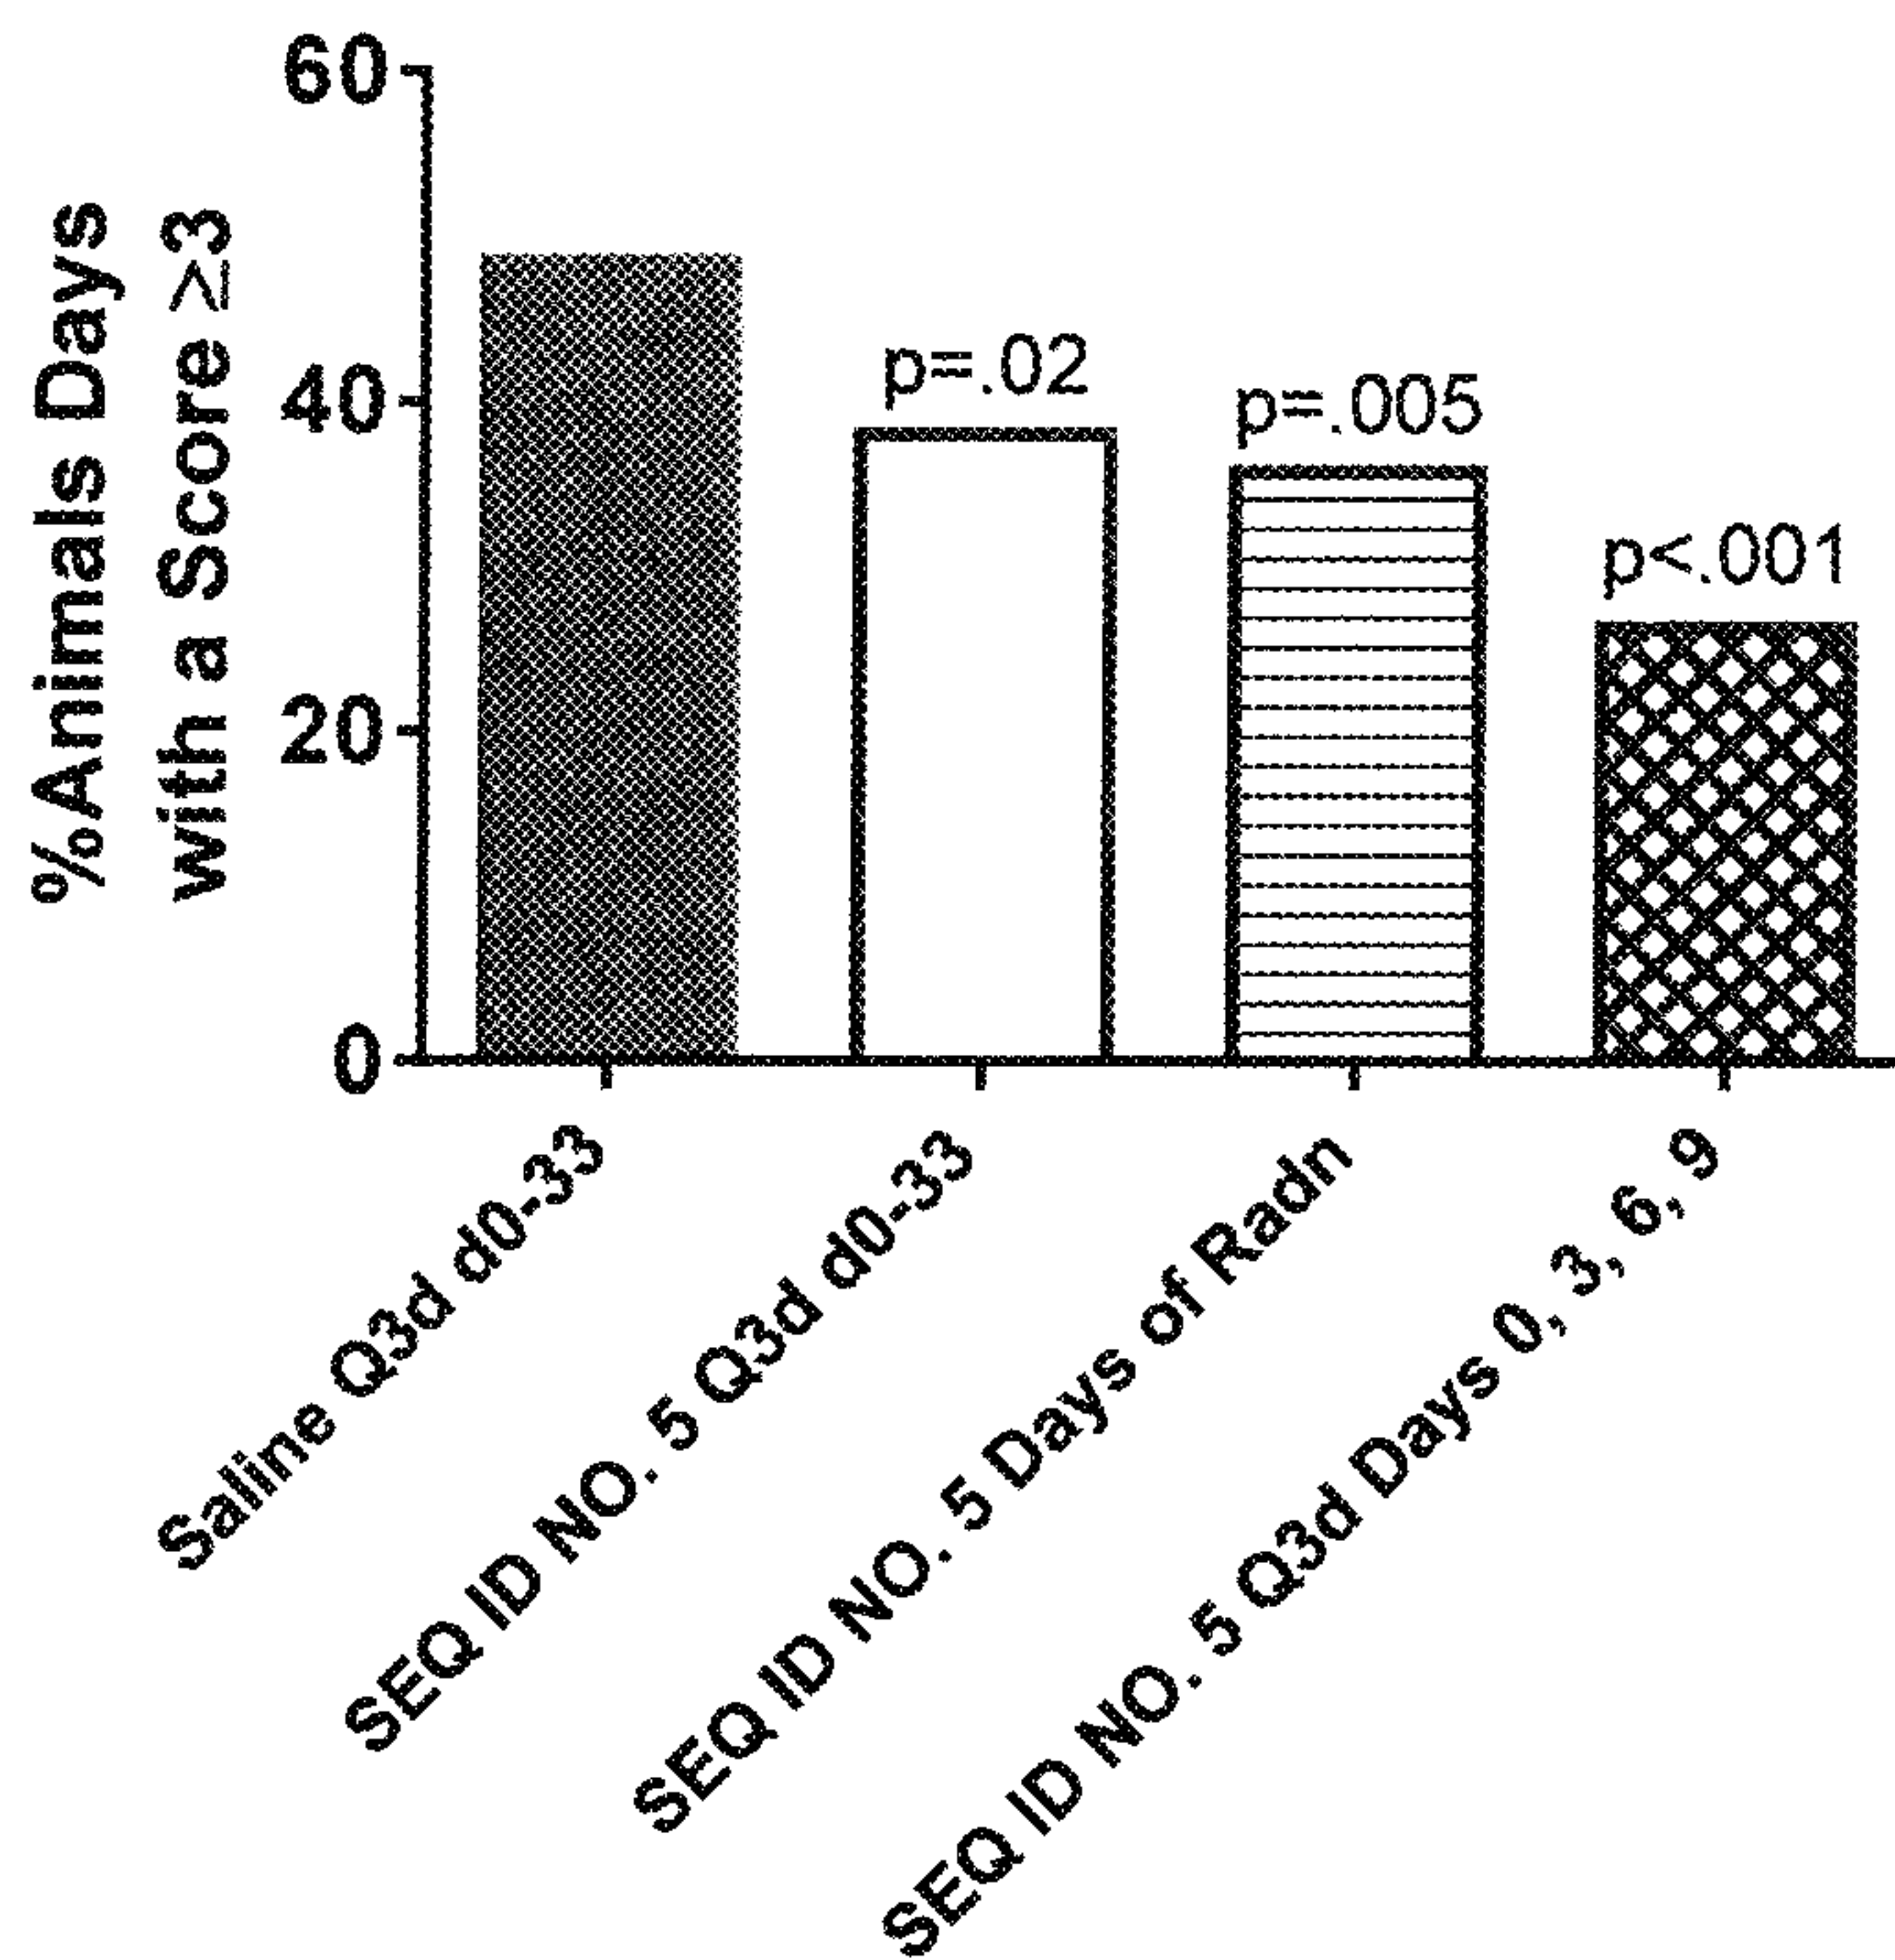 %Animals Days
with a Score ≥3
60
40
20
0
p=.02
p=.005
p<.001
Saline Q3d d0-33
SEQ ID NO. 5 Q3d d0-33
SEQ ID NO. 5 Days of Radn
SEQ ID NO. 5 Q3d Days 0, 3, 6, 9